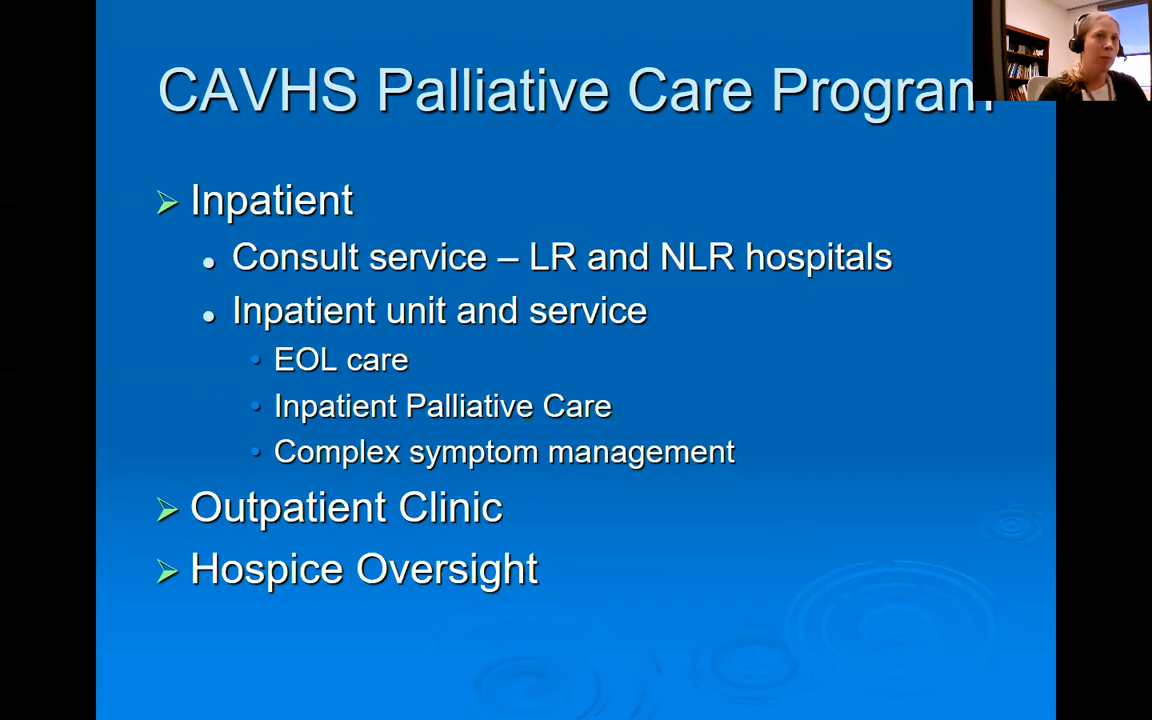 CAVHS Palliative Care Program
Inpatient
Consult service – LR and NLR hospitals
Inpatient unit and service
EOL care
Inpatient Palliative Care
Complex symptom management
Outpatient Clinic
Hospice Oversight